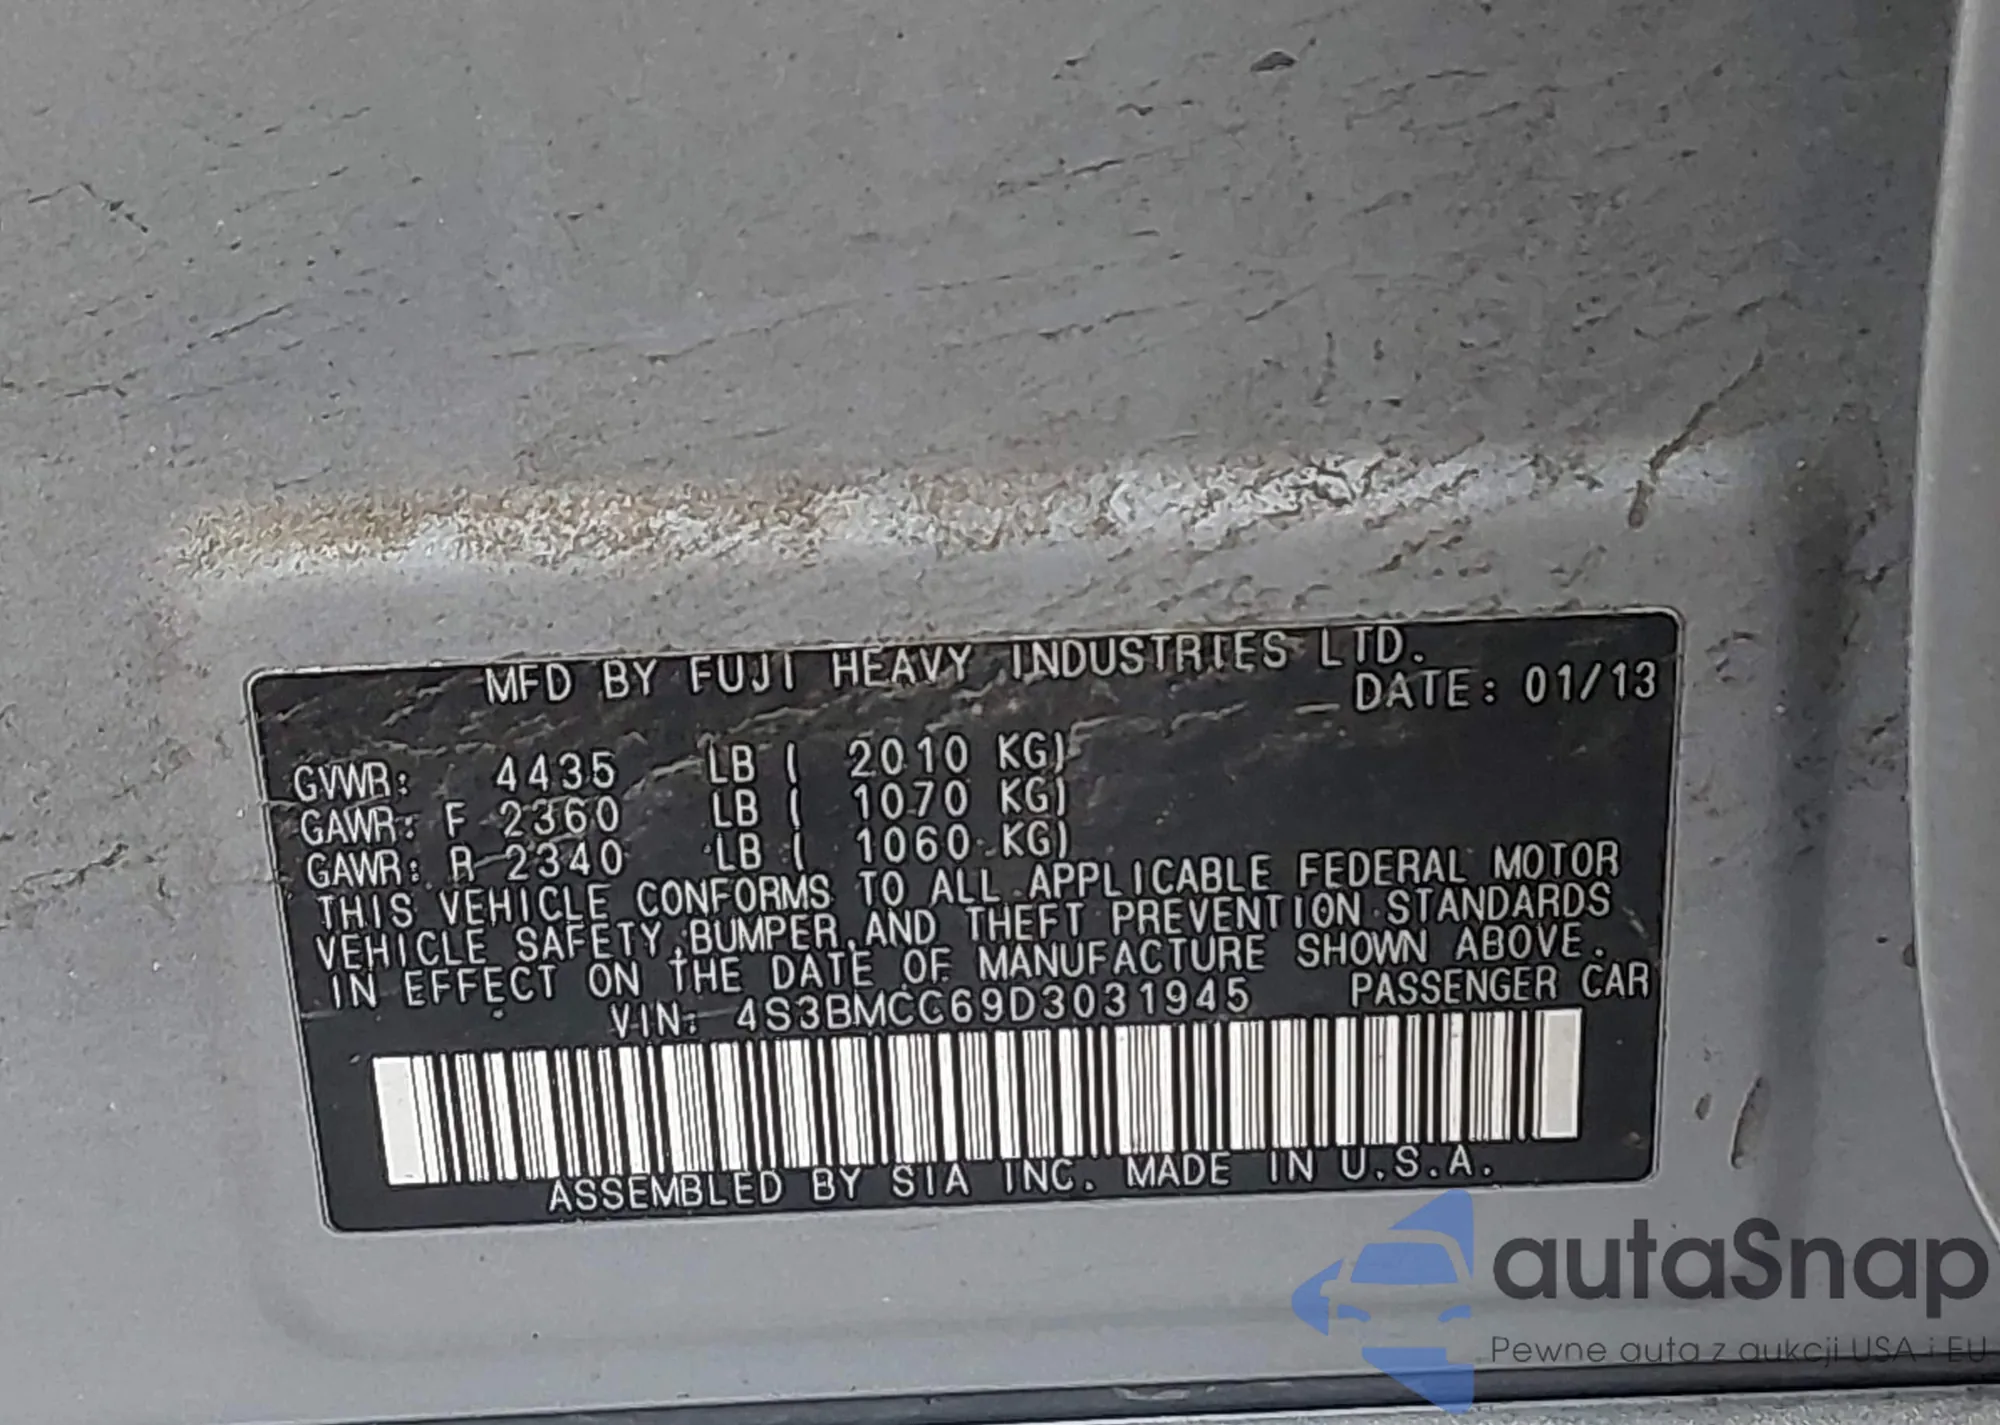 MFD BY FUJI HEAVY INDUSTRIES LTD.
DATE: 01/13
GVWR: 4435 LB ( 2010 KG)
GAWR: F 2360 LB ( 1070 KG)
GAWR: R 2340 LB ( 1060 KG)
THIS VEHICLE CONFORMS TO ALL APPLICABLE FEDERAL MOTOR
VEHICLE SAFETY,BUMPER,AND THEFT PREVENTION STANDARDS
IN EFFECT ON THE DATE OF MANUFACTURE SHOWN ABOVE.
VIN: 4S3BMCC69D3031945 PASSENGER CAR
ASSEMBLED BY SIA INC. MADE IN U.S.A.
autaSnap
Pewne auta z aukcji USA i EU